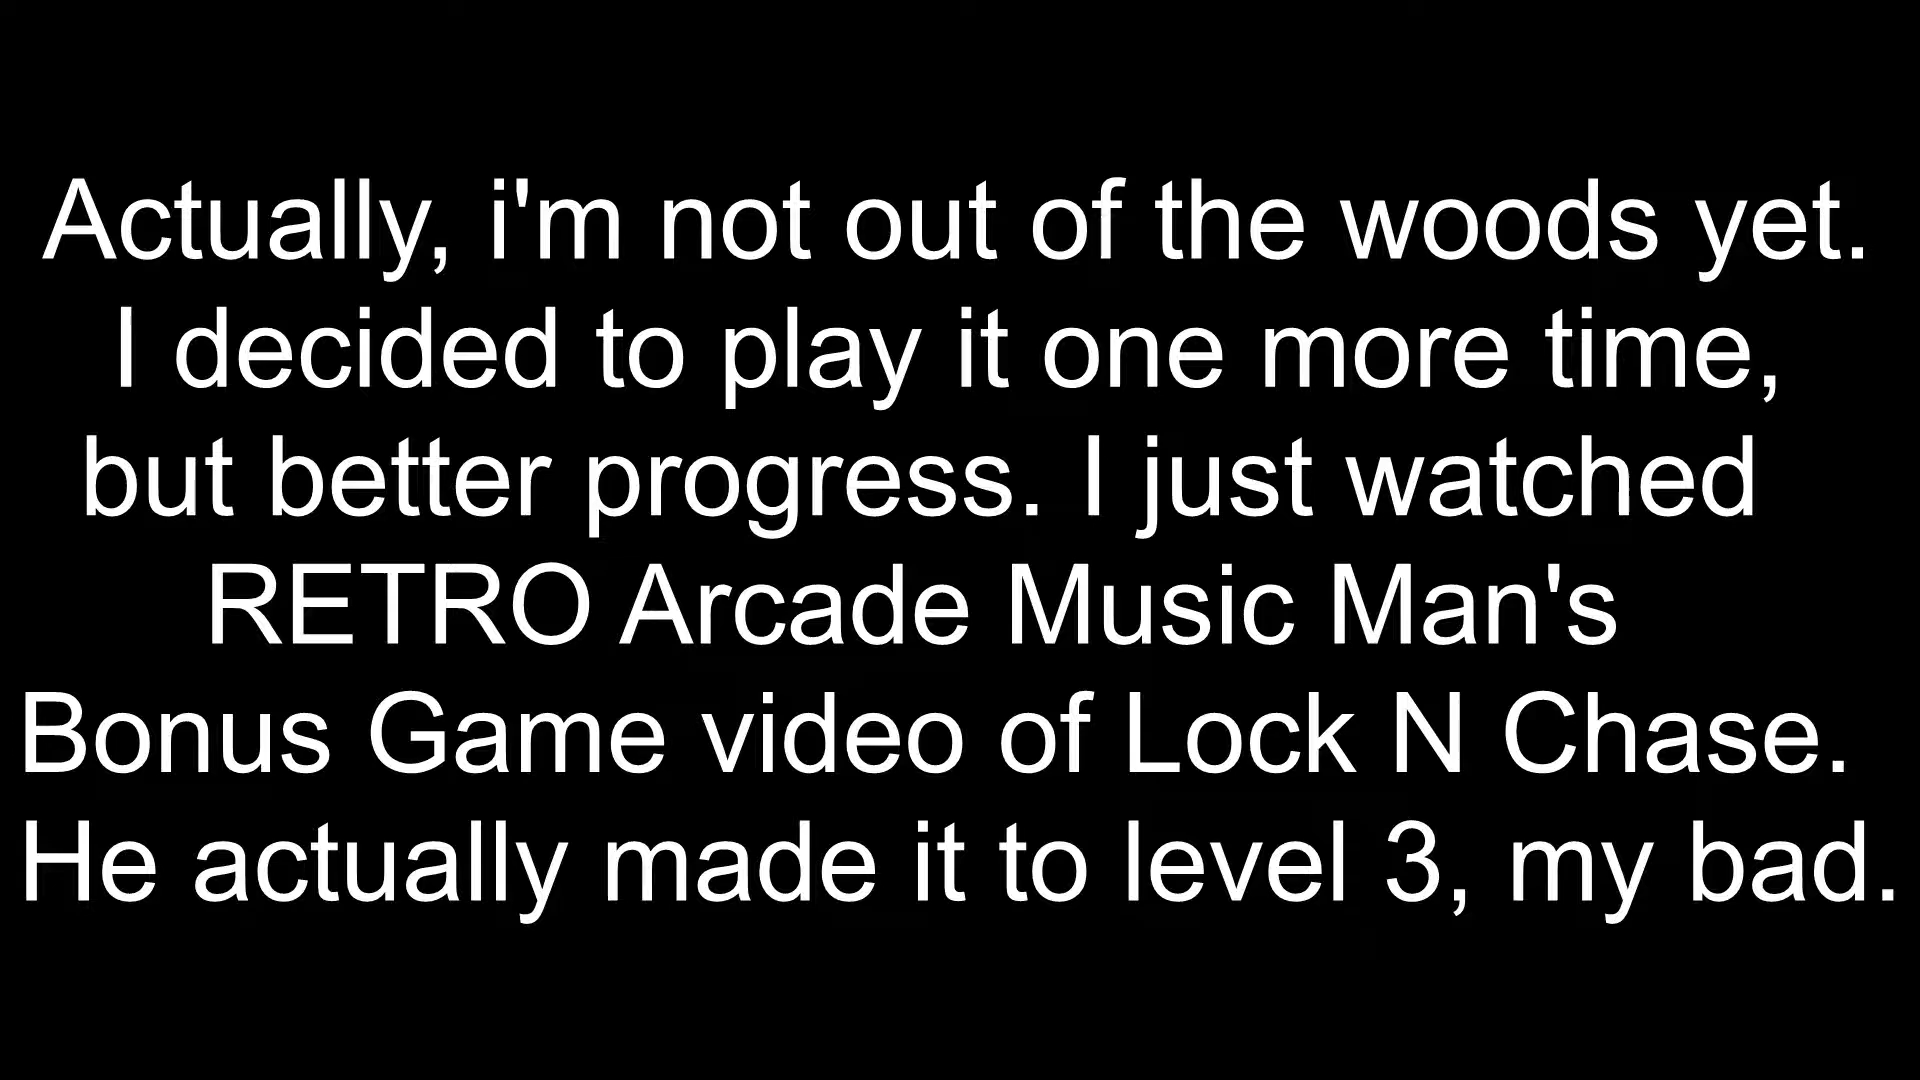 Actually, i'm not out of the woods yet.
I decided to play it one more time,
but better progress. I just watched
RETRO Arcade Music Man's
Bonus Game video of Lock N Chase.
He actually made it to level 3, my bad.